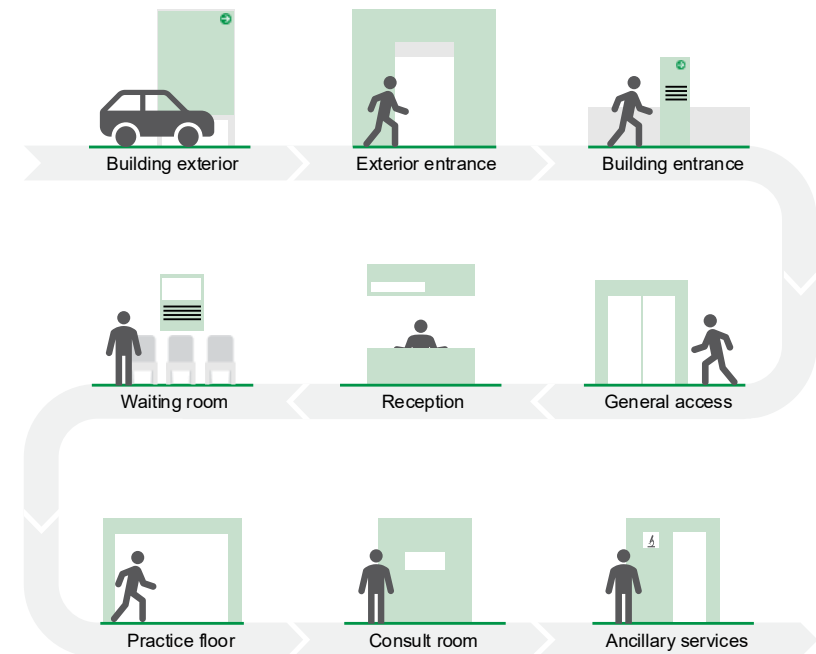 Building exterior
Exterior entrance
Building entrance
General access
Reception
Waiting room
Practice floor
Consult room
Ancillary services